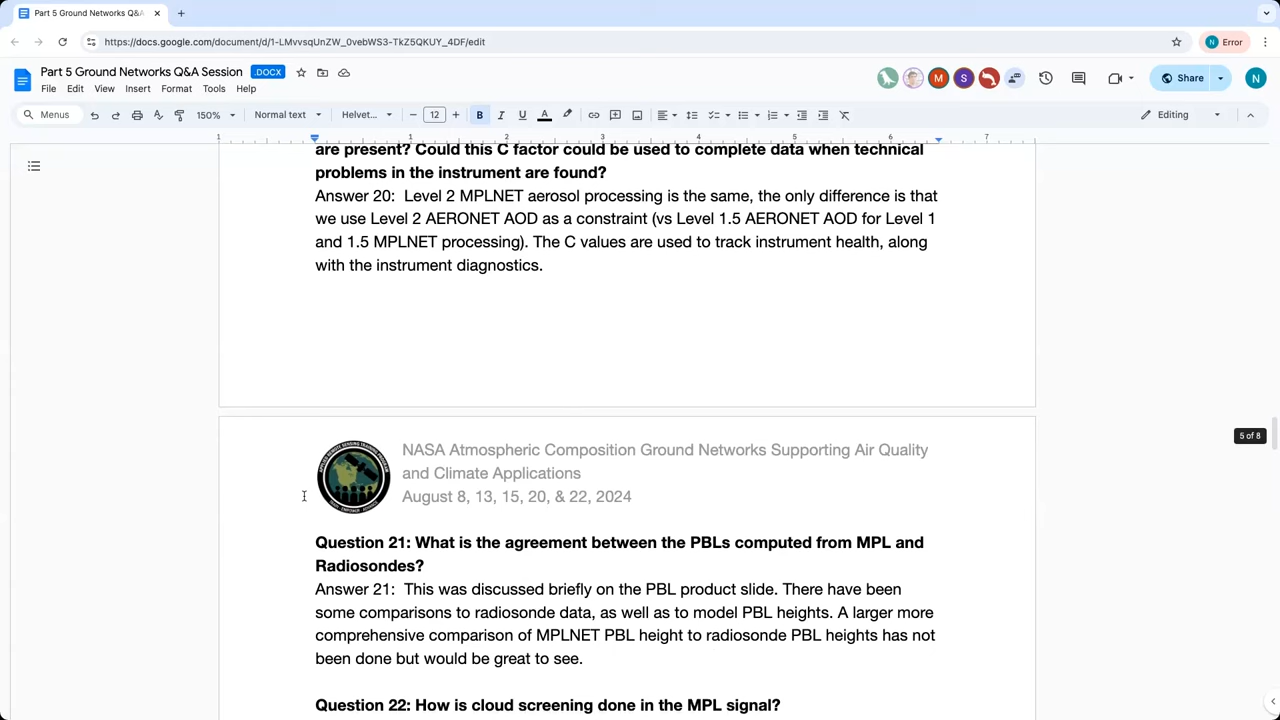 Part 5 Ground Networks Q&A
https://docs.google.com/document/d/1-LMvvsqUnZW_0vebWS3-TkZ5QKUY_4DF/edit
N Error
Part 5 Ground Networks Q&A Session .DOCX
File Edit View Insert Format Tools Help
M S Share N
Menus 150% Normal text Helvet... 12 B I U A Editing
1 1 2 3 4 5 6 7
are present? Could this C factor could be used to complete data when technical
problems in the instrument are found?
Answer 20: Level 2 MPLNET aerosol processing is the same, the only difference is that
we use Level 2 AERONET AOD as a constraint (vs Level 1.5 AERONET AOD for Level 1
and 1.5 MPLNET processing). The C values are used to track instrument health, along
with the instrument diagnostics.
5 of 8
NASA Atmospheric Composition Ground Networks Supporting Air Quality
and Climate Applications
August 8, 13, 15, 20, & 22, 2024
Question 21: What is the agreement between the PBLs computed from MPL and
Radiosondes?
Answer 21: This was discussed briefly on the PBL product slide. There have been
some comparisons to radiosonde data, as well as to model PBL heights. A larger more
comprehensive comparison of MPLNET PBL height to radiosonde PBL heights has not
been done but would be great to see.
Question 22: How is cloud screening done in the MPL signal?